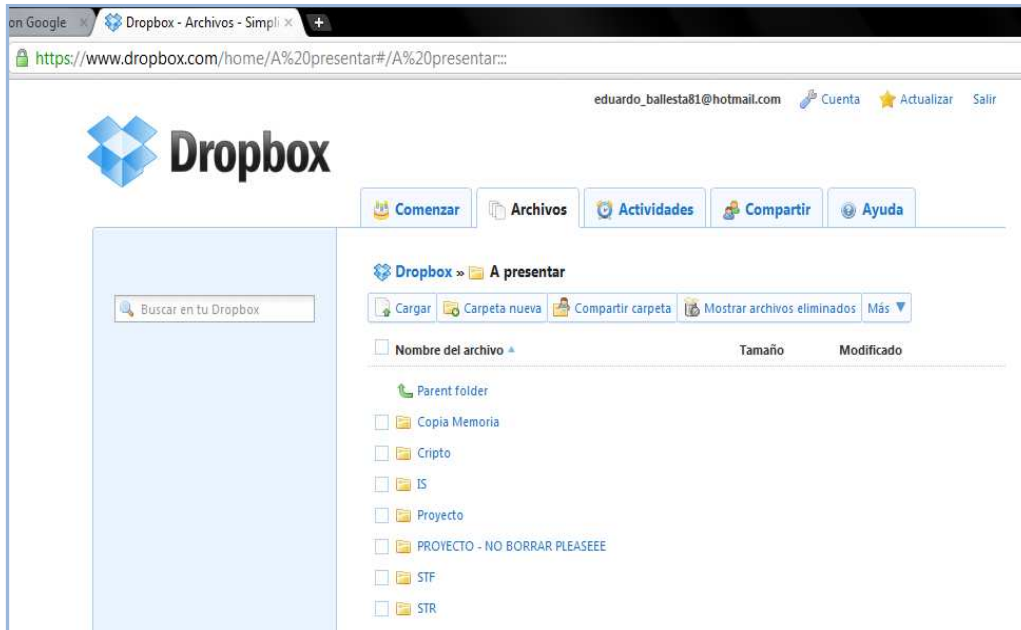 on Google × Dropbox - Archivos - Simpli × +
https://www.dropbox.com/home/A%20presentar#/A%20presentar:::
eduardo_ballesta81@hotmail.com Cuenta Actualizar Salir
Dropbox
Comenzar Archivos Actividades Compartir Ayuda
Dropbox » A presentar
Buscar en tu Dropbox
Cargar Carpeta nueva Compartir carpeta Mostrar archivos eliminados Más ▼
Nombre del archivo ▲ Tamaño Modificado
Parent folder
Copia Memoria
Cripto
IS
Proyecto
PROYECTO - NO BORRAR PLEASEEE
STF
STR